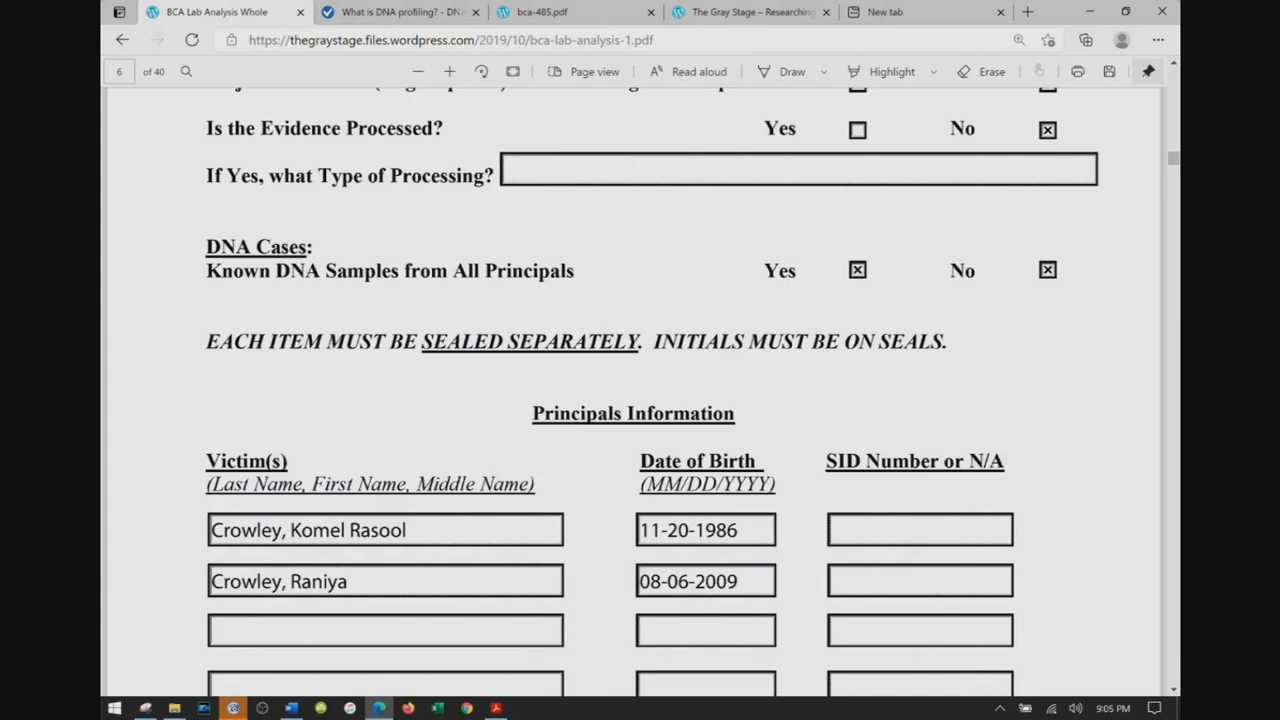 BCA Lab Analysis Whole
What is DNA profiling? - DN
bca-485.pdf
The Gray Stage – Researching
New tab
https://thegraystage.files.wordpress.com/2019/10/bca-lab-analysis-1.pdf
6 of 40
Page view
Read aloud
Draw
Highlight
Erase
Is the Evidence Processed? Yes No
If Yes, what Type of Processing?
DNA Cases:
Known DNA Samples from All Principals Yes No
EACH ITEM MUST BE SEALED SEPARATELY. INITIALS MUST BE ON SEALS.
Principals Information
Victim(s) Date of Birth SID Number or N/A
(Last Name, First Name, Middle Name) (MM/DD/YYYY)
Crowley, Komel Rasool 11-20-1986
Crowley, Raniya 08-06-2009
9:05 PM